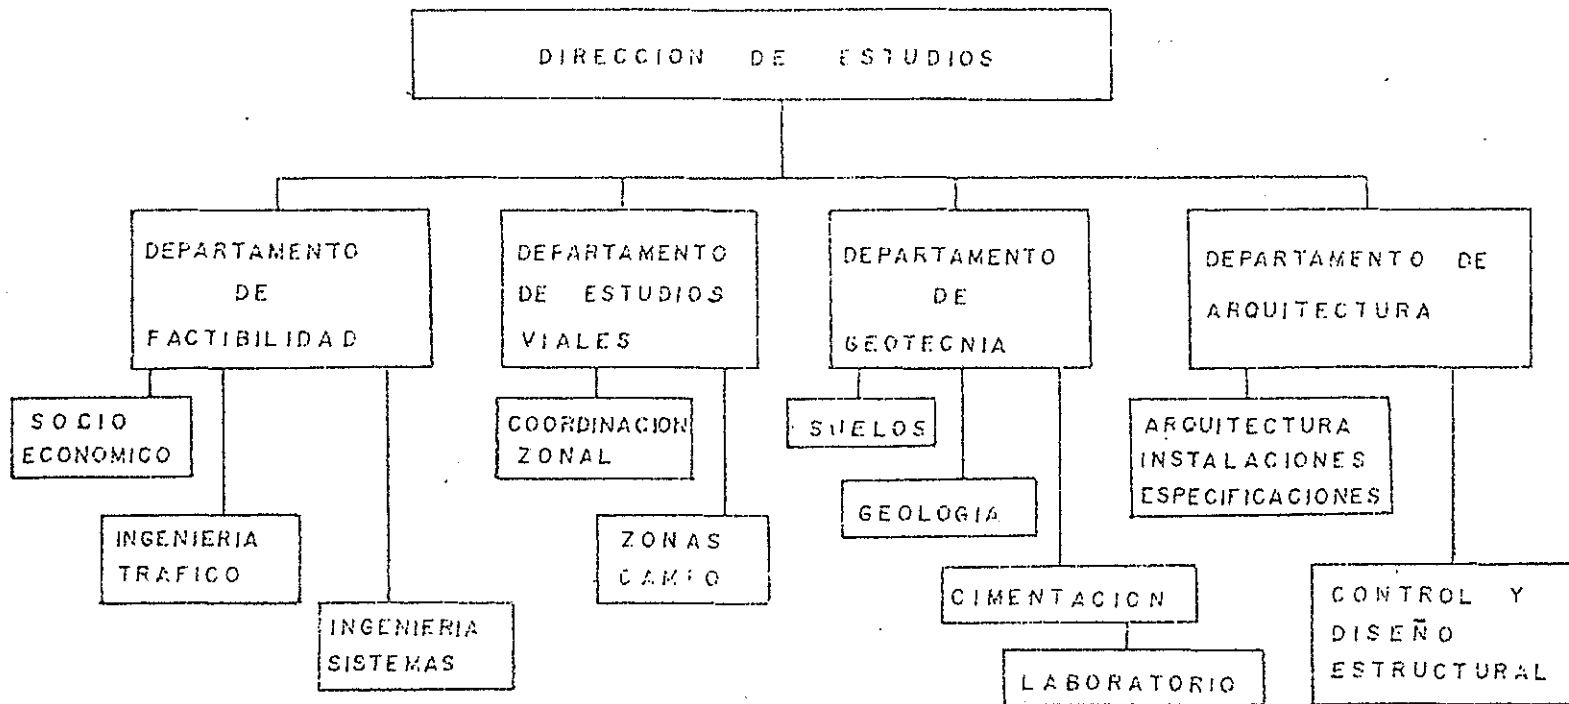 DIRECCION DE ESTUDIOS
DEPARTAMENTO
DE
FACTIBILIDAD
DEPARTAMENTO
DE ESTUDIOS
VIALES
DEPARTAMENTO
DE
GEOTECNIA
DEPARTAMENTO DE
ARQUITECTURA
SOCIO
ECONOMICO
INGENIERIA
TRAFICO
INGENIERIA
SISTEMAS
COORDINACION
ZONAL
ZONAS
CAMPO
SUELOS
GEOLOGIA
CIMENTACION
LABORATORIO
ARQUITECTURA
INSTALACIONES
ESPECIFICACIONES
CONTROL Y
DISEÑO
ESTRUCTURAL